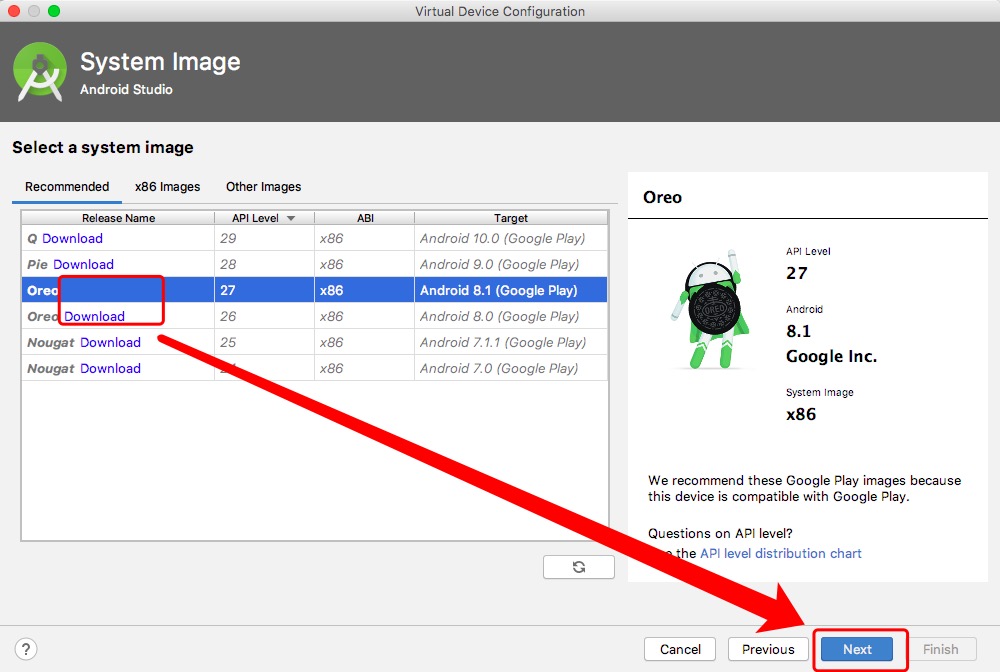 Virtual Device Configuration
System Image
Android Studio
Select a system image
Recommended x86 Images Other Images
Release Name API Level ABI Target
Q Download 29 x86 Android 10.0 (Google Play)
Pie Download 28 x86 Android 9.0 (Google Play)
Oreo 27 x86 Android 8.1 (Google Play)
Oreo Download 26 x86 Android 8.0 (Google Play)
Nougat Download 25 x86 Android 7.1.1 (Google Play)
Nougat Download x86 Android 7.0 (Google Play)
Oreo
OREO
API Level
27
Android
8.1
Google Inc.
System Image
x86
We recommend these Google Play images because
this device is compatible with Google Play.
Questions on API level?
the API level distribution chart
? Cancel Previous Next Finish